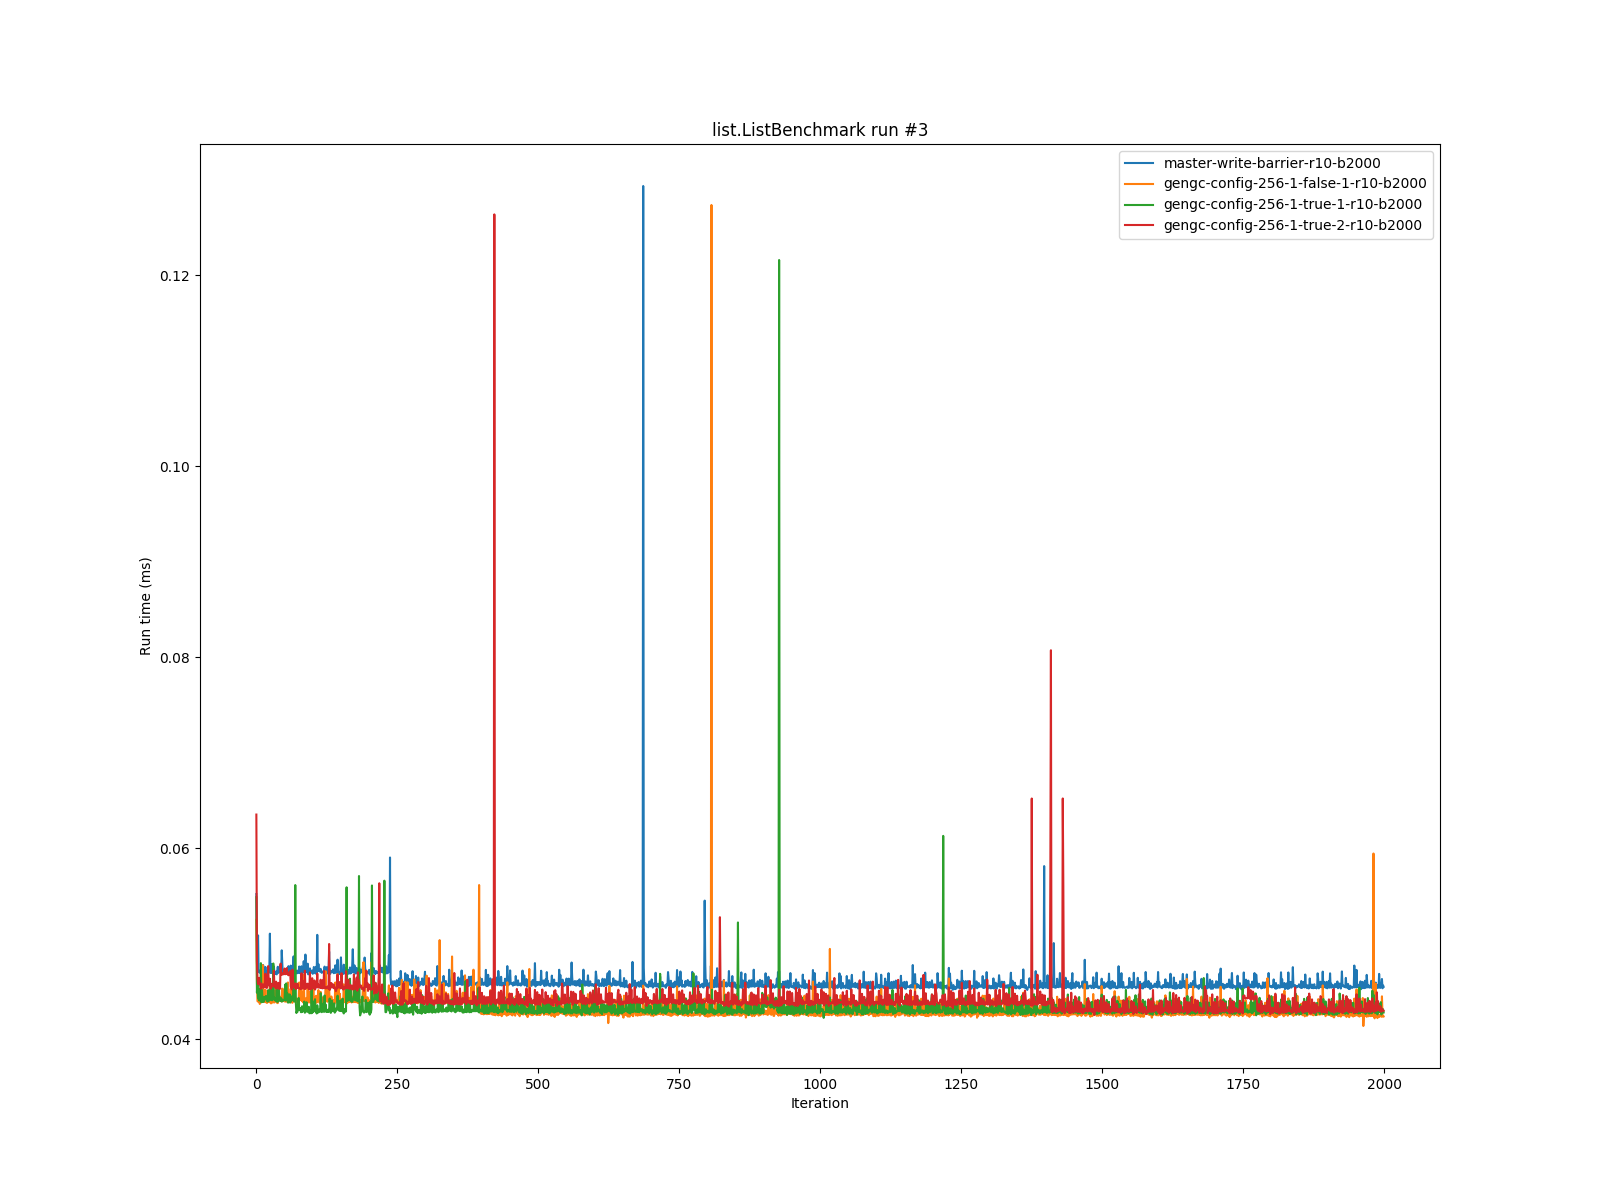 list.ListBenchmark run #3
master-write-barrier-r10-b2000
gengc-config-256-1-false-1-r10-b2000
gengc-config-256-1-true-1-r10-b2000
gengc-config-256-1-true-2-r10-b2000
0.12
0.10
0.08
0.06
0.04
Run time (ms)
0 250 500 750 1000 1250 1500 1750 2000
Iteration